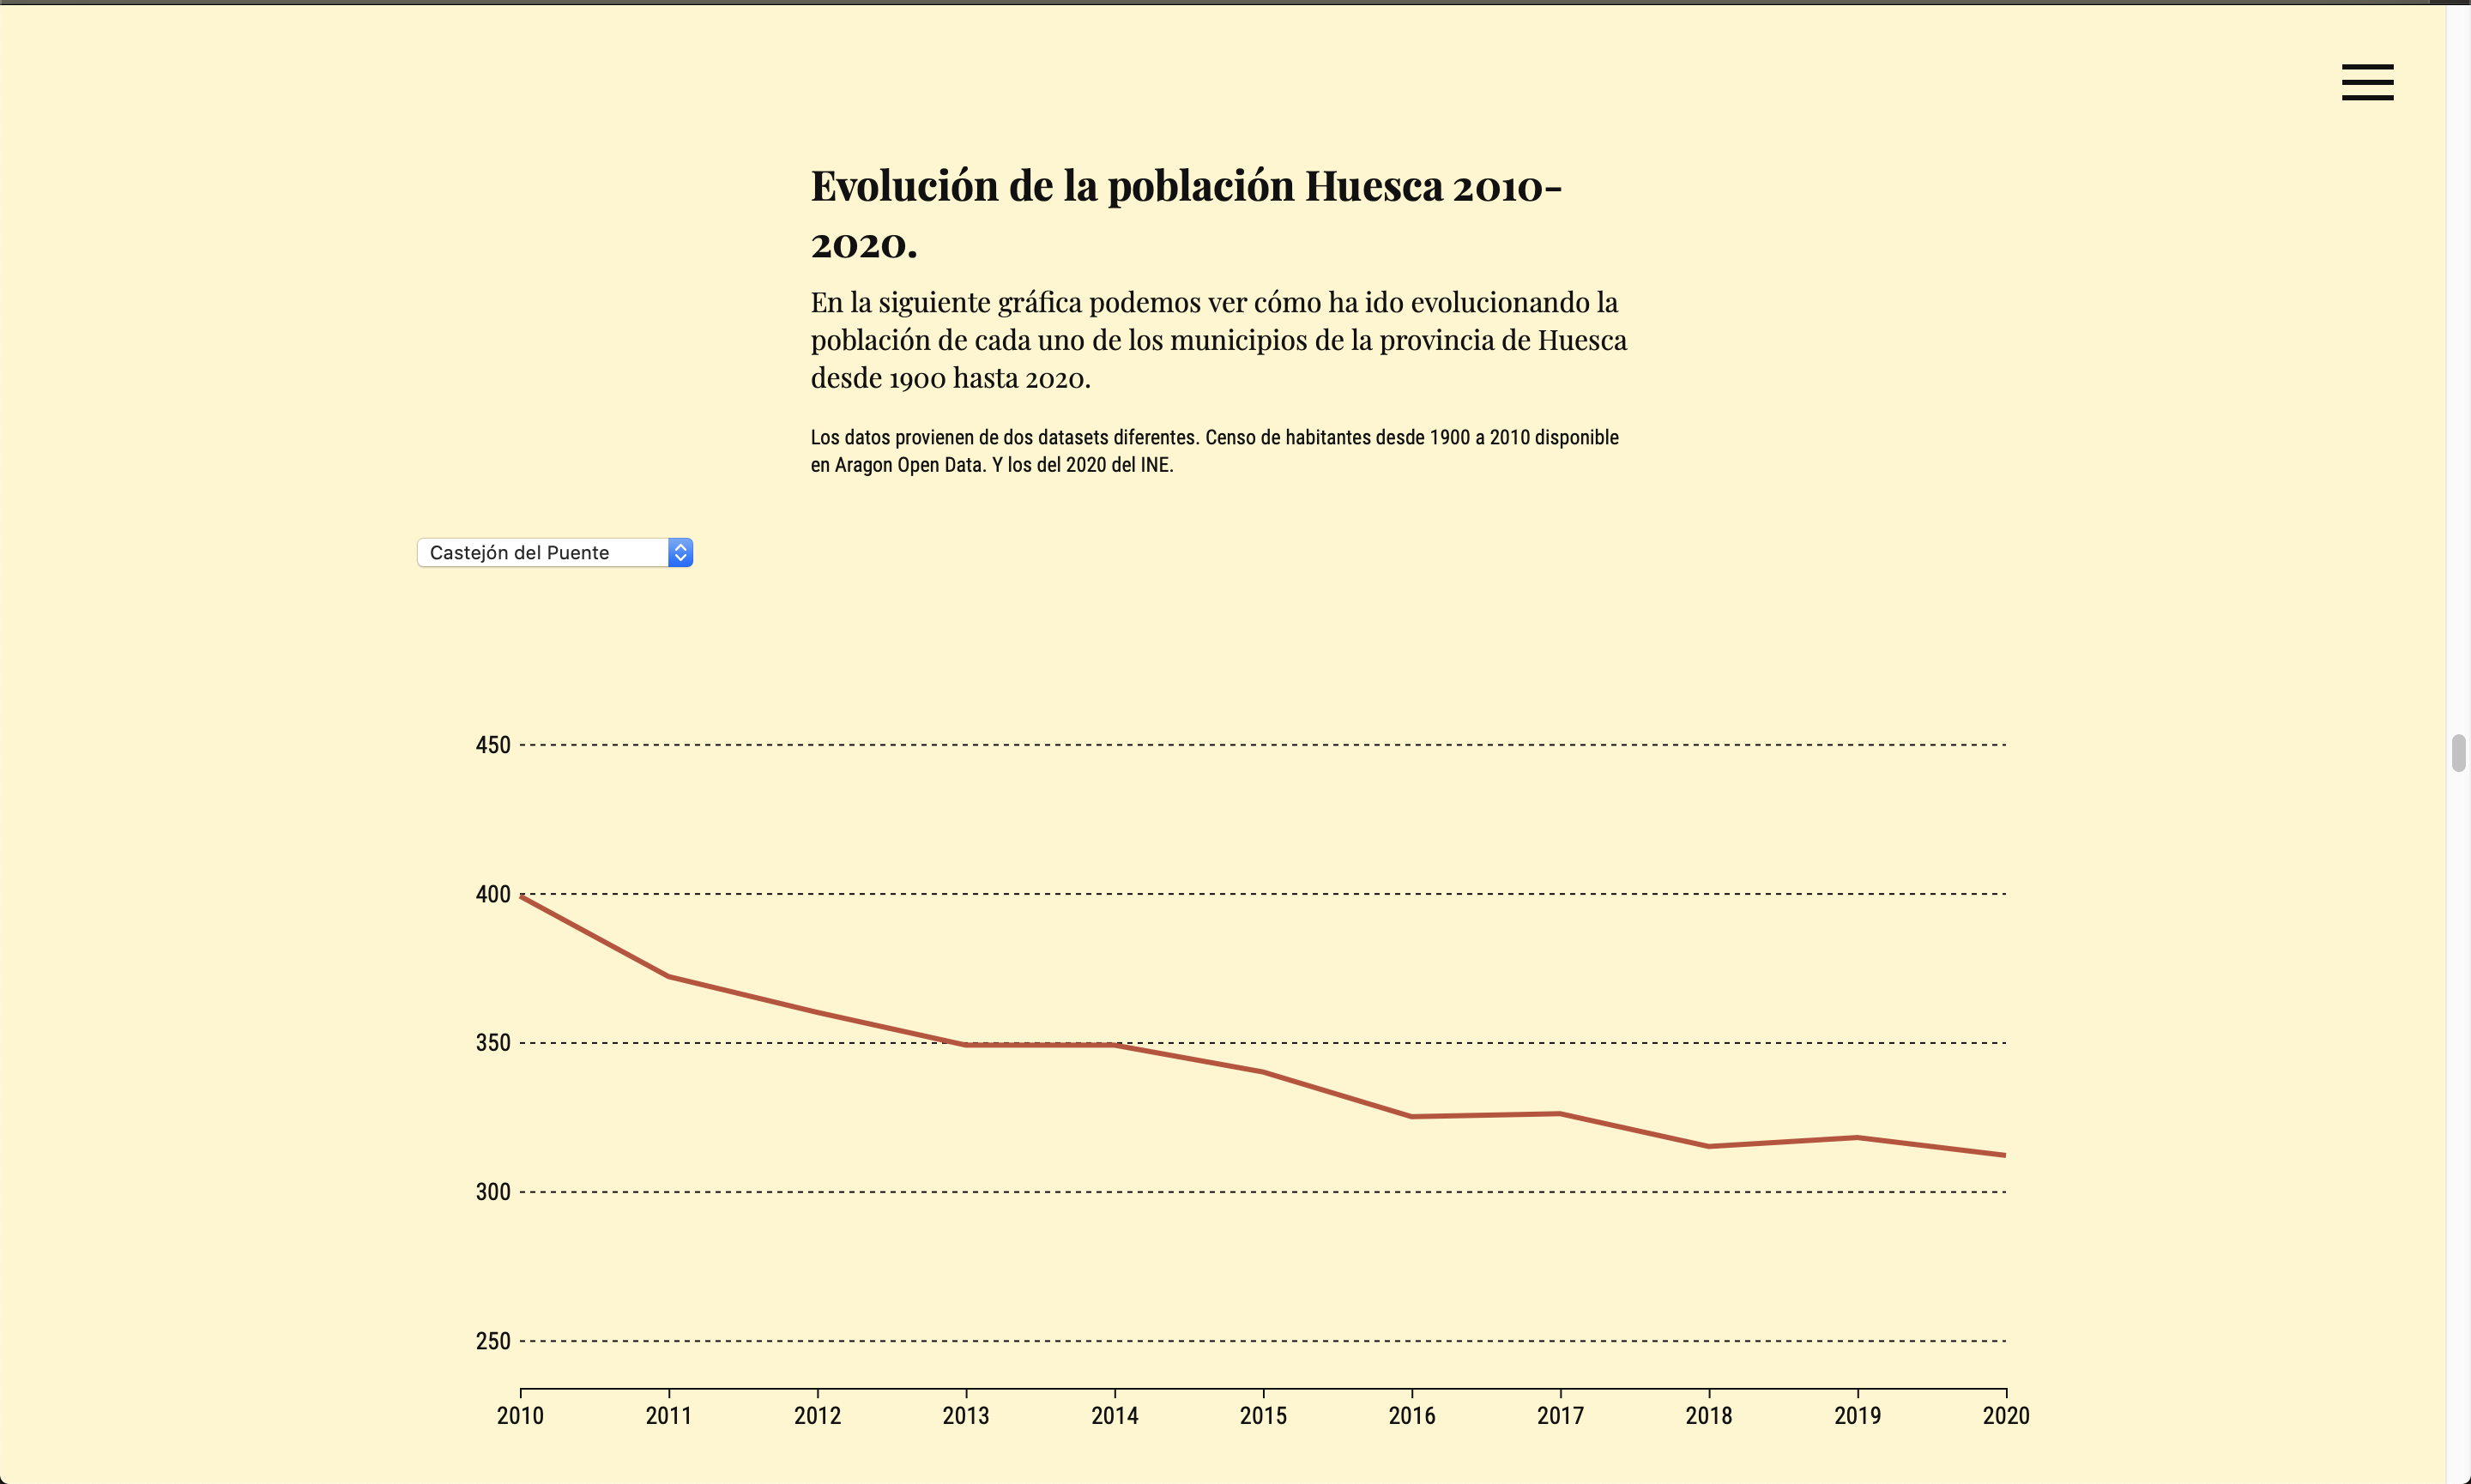 Evolución de la población Huesca 2010-
2020.
En la siguiente gráfica podemos ver cómo ha ido evolucionando la
población de cada uno de los municipios de la provincia de Huesca
desde 1900 hasta 2020.
Los datos provienen de dos datasets diferentes. Censo de habitantes desde 1900 a 2010 disponible
en Aragon Open Data. Y los del 2020 del INE.
Castejón del Puente
450
400
350
300
250
2010 2011 2012 2013 2014 2015 2016 2017 2018 2019 2020